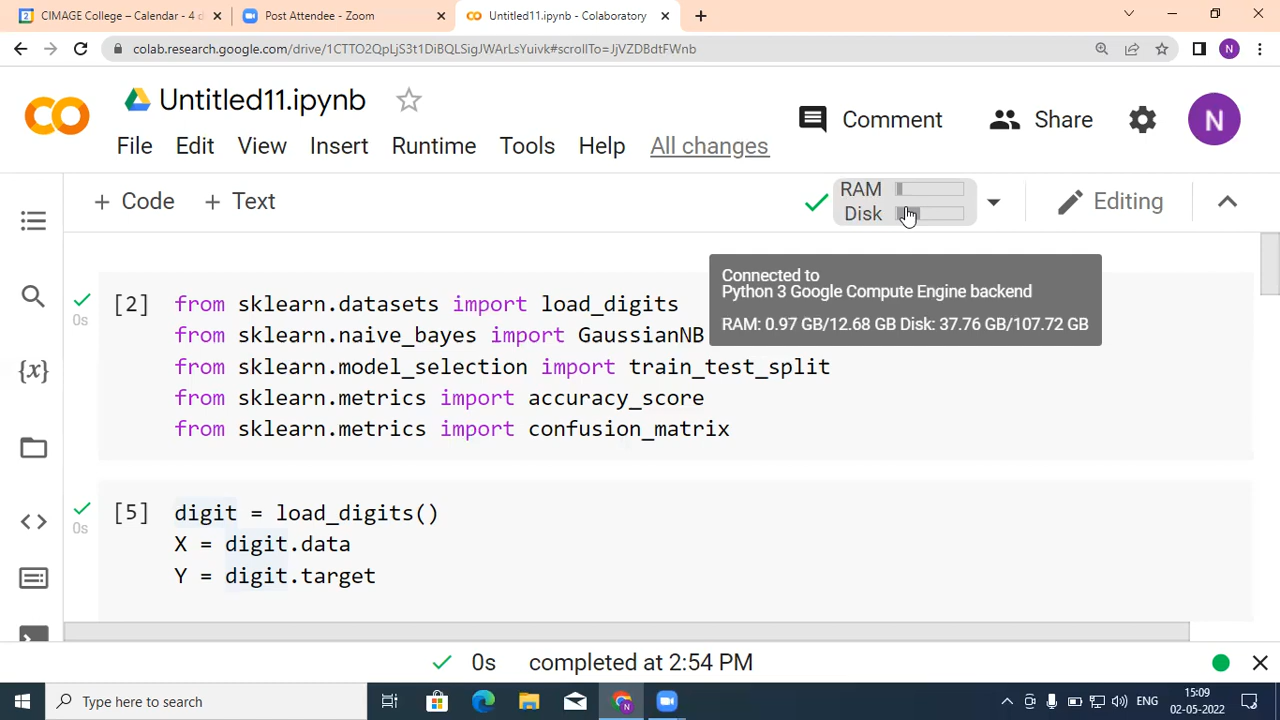 CIMAGE College – Calendar - 4 d
Post Attendee - Zoom
Untitled11.ipynb - Colaboratory
colab.research.google.com/drive/1CTTO2QpLjS3t1DiBQLSigJWArLsYuivk#scrollTo=JjVZDBdtFWnb
N
Untitled11.ipynb
Comment
Share
N
File Edit View Insert Runtime Tools Help All changes
+ Code + Text
RAM
Disk
Editing
Connected to
Python 3 Google Compute Engine backend
RAM: 0.97 GB/12.68 GB Disk: 37.76 GB/107.72 GB
0s
[2] from sklearn.datasets import load_digits
from sklearn.naive_bayes import GaussianNB
from sklearn.model_selection import train_test_split
from sklearn.metrics import accuracy_score
from sklearn.metrics import confusion_matrix
{x}
0s
[5] digit = load_digits()
X = digit.data
Y = digit.target
0s completed at 2:54 PM
Type here to search
N
ENG
15:09
02-05-2022